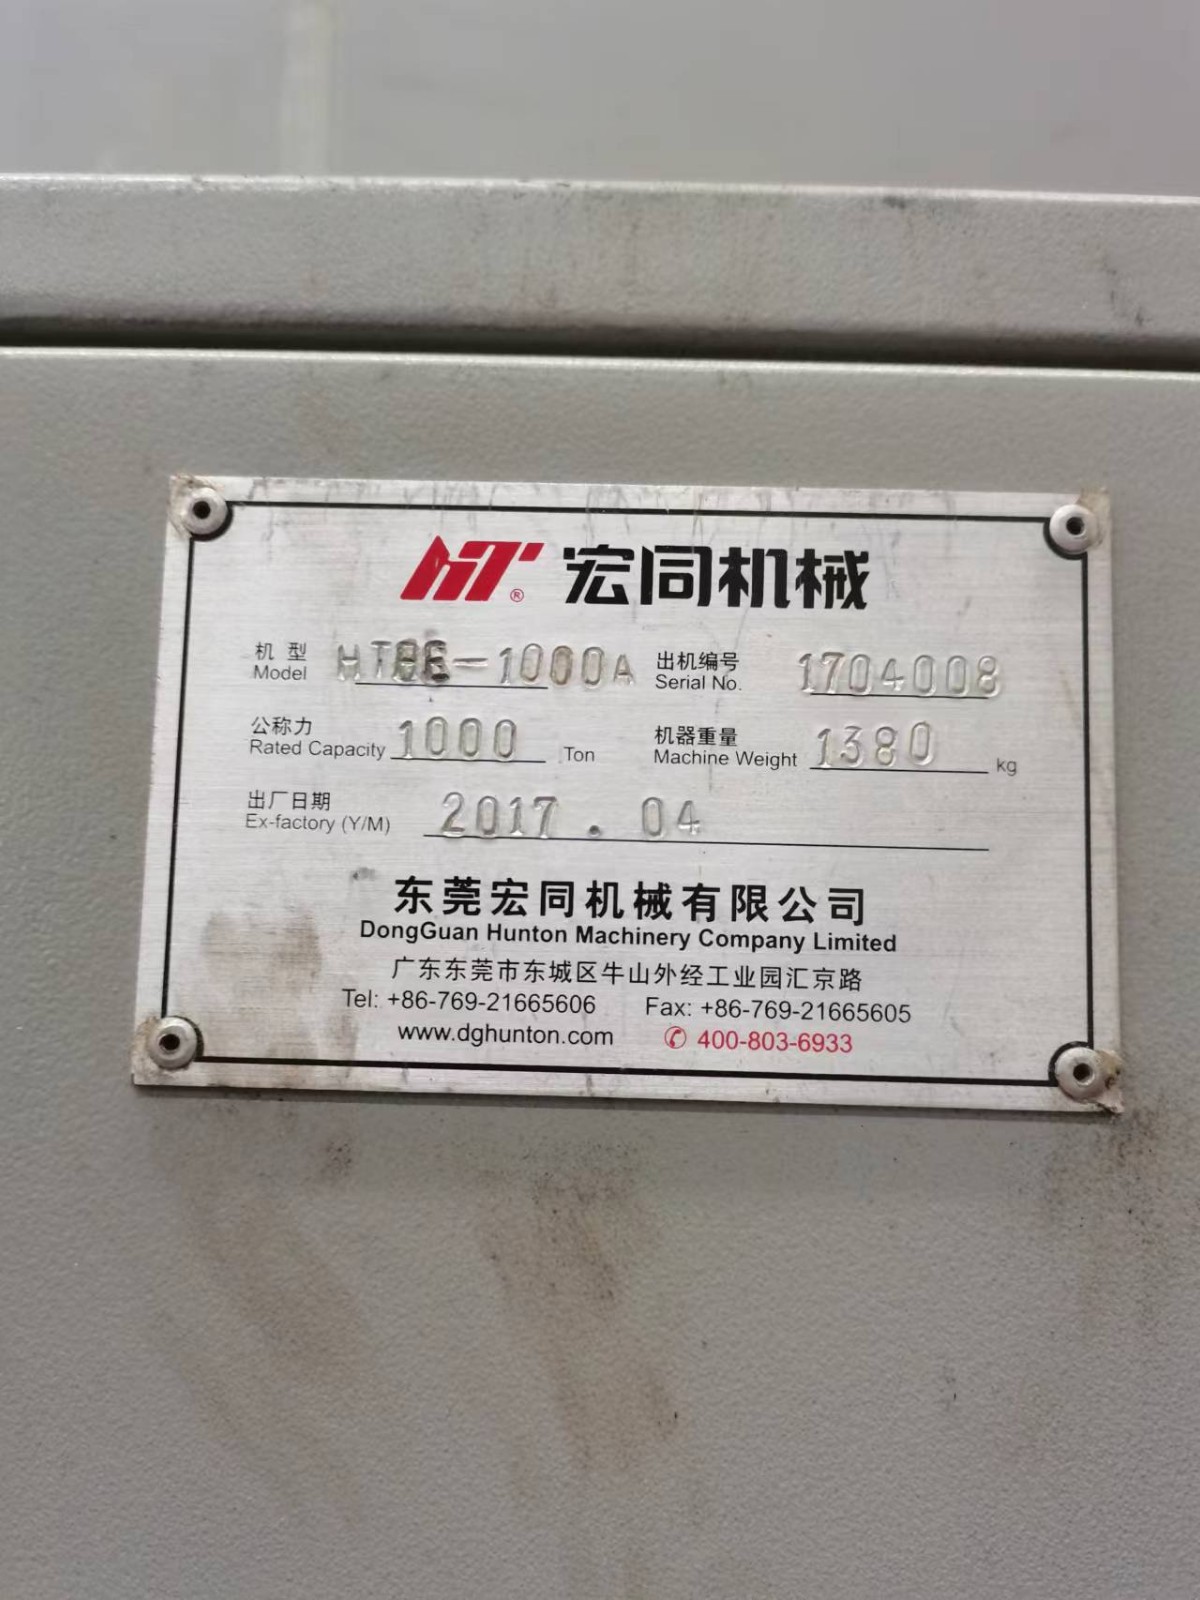 HT® 宏同机械
机型 Model -1000A 出机编号 Serial No. 1704008
公称力 Rated Capacity 1000 Ton 机器重量 Machine Weight 1380 kg
出厂日期 Ex-factory (Y/M) 2017.04
东莞宏同机械有限公司
DongGuan Hunton Machinery Company Limited
广东东莞市东城区牛山外经工业园汇京路
Tel: +86-769-21665606 Fax: +86-769-21665605
www.dghunton.com ✆ 400-803-6933